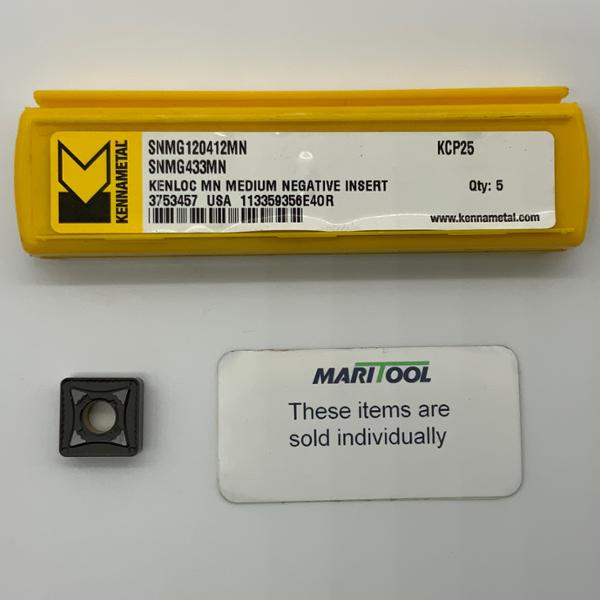 KENNAMETAL
SNMG120412MN
KCP25
SNMG433MN
KENLOC MN MEDIUM NEGATIVE INSERT
Qty: 5
3753457 USA 113359356E40R
www.kennametal.com
MARITOOL
These items are
sold individually